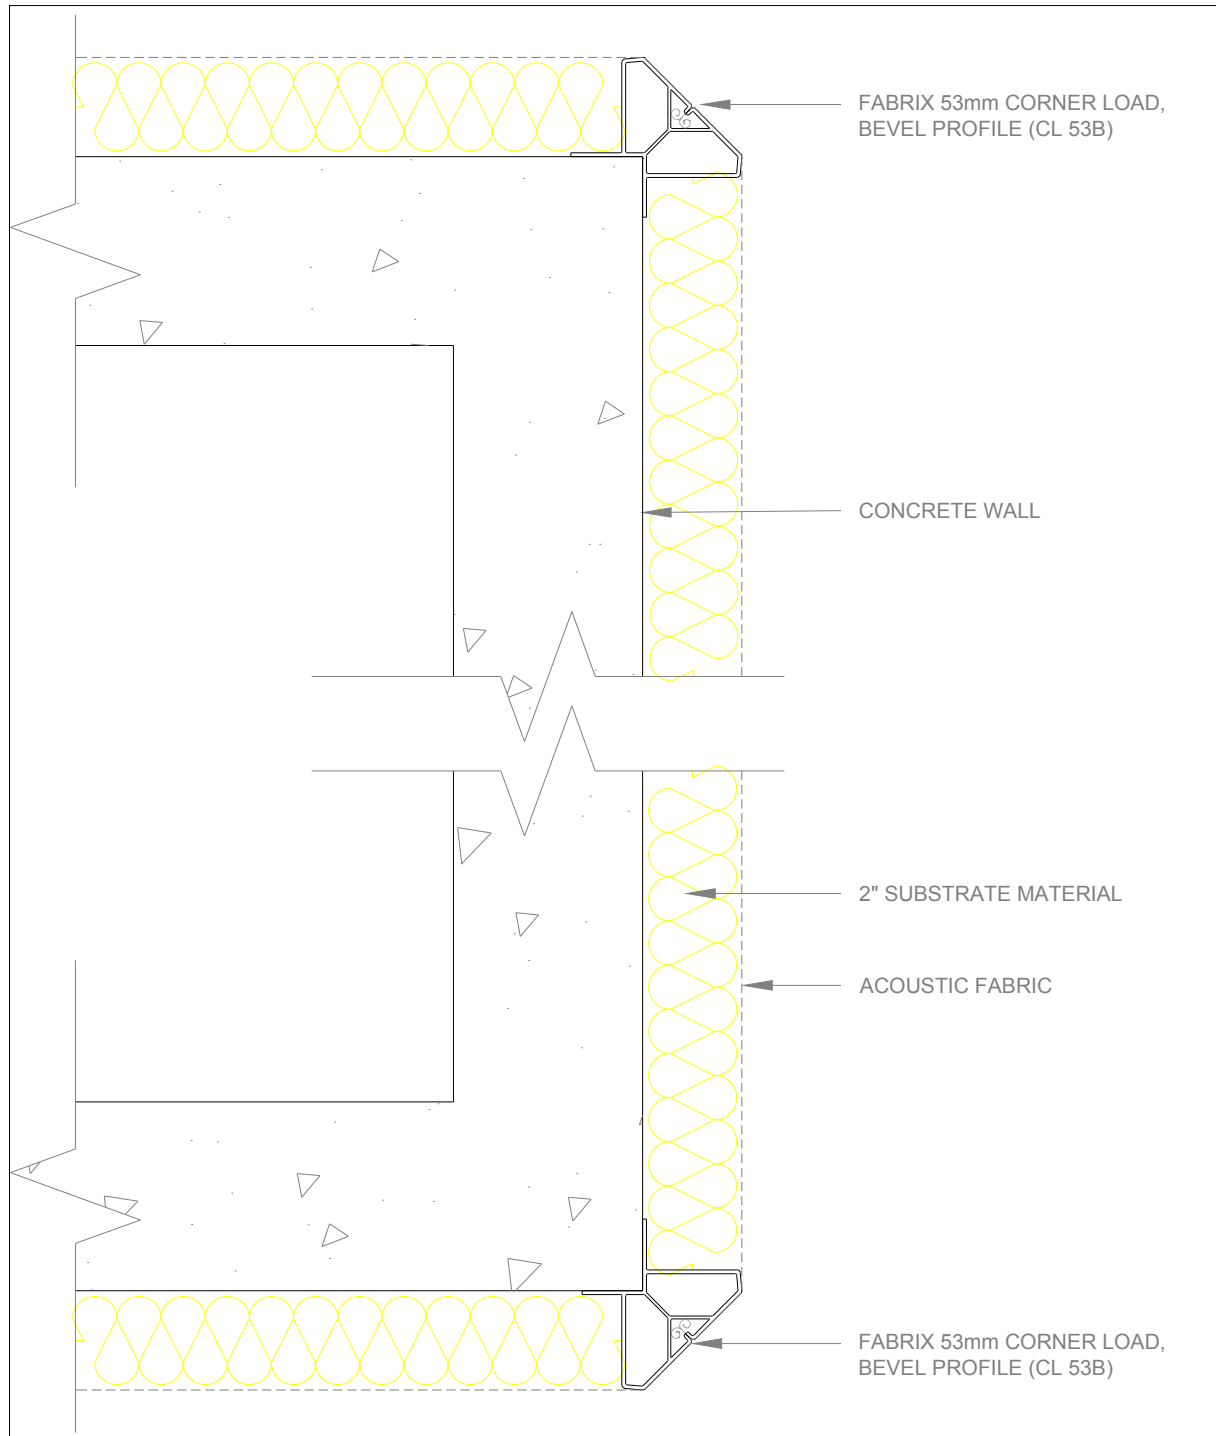 FABRIX 53mm CORNER LOAD,
BEVEL PROFILE (CL 53B)
CONCRETE WALL
2" SUBSTRATE MATERIAL
ACOUSTIC FABRIC
FABRIX 53mm CORNER LOAD,
BEVEL PROFILE (CL 53B)